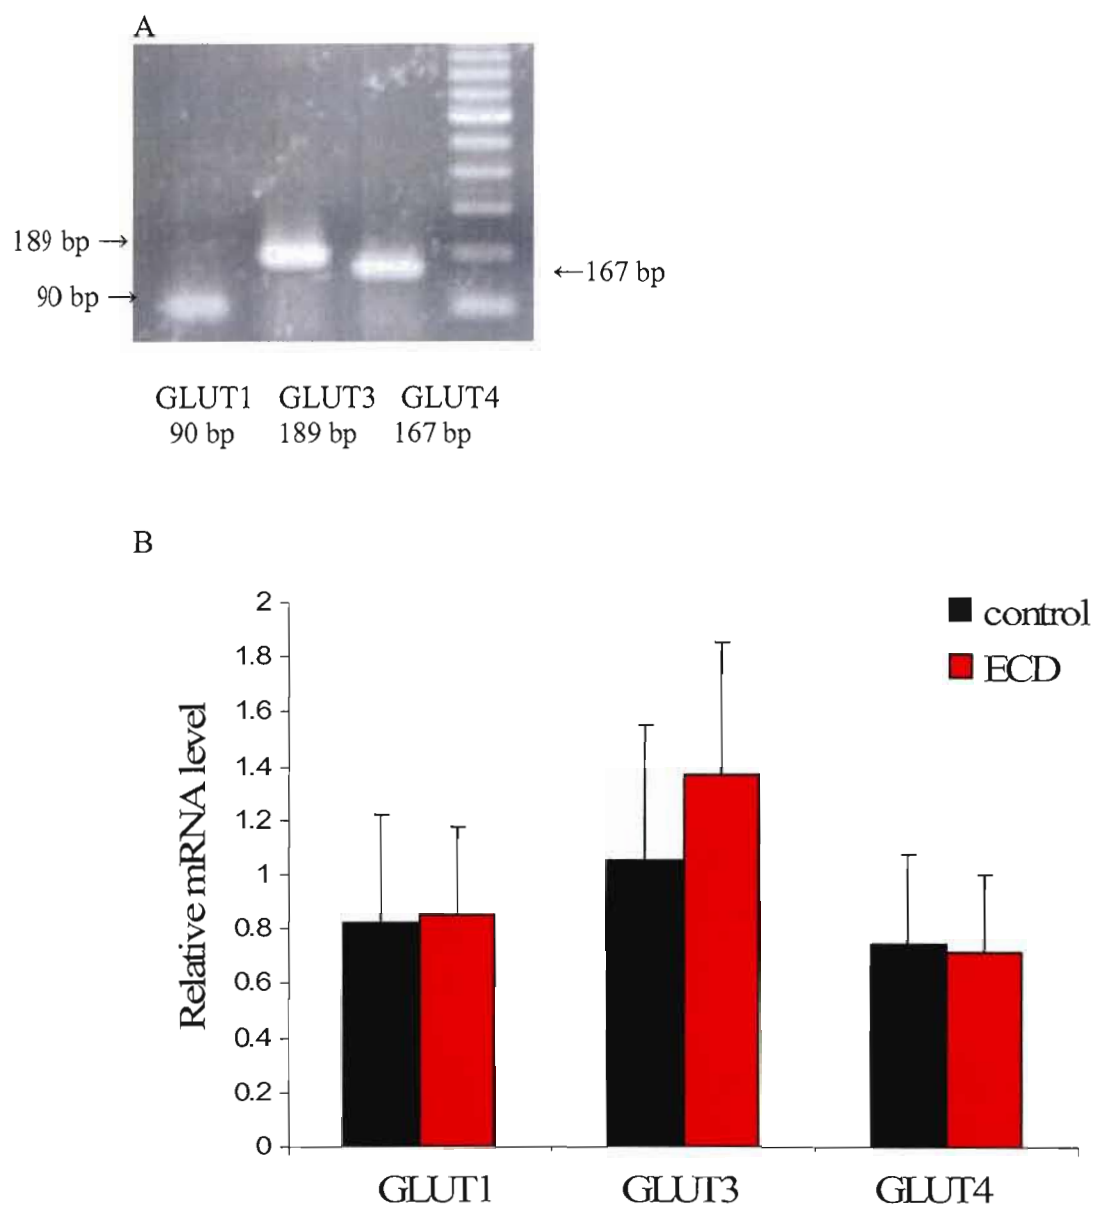 A
189 bp →
90 bp →
←167 bp
GLUT1 GLUT3 GLUT4
90 bp 189 bp 167 bp
B
2
1.8
1.6
1.4
1.2
1
0.8
0.6
0.4
0.2
0
Relative mRNA level
control
ECD
GLUT1 GLUT3 GLUT4